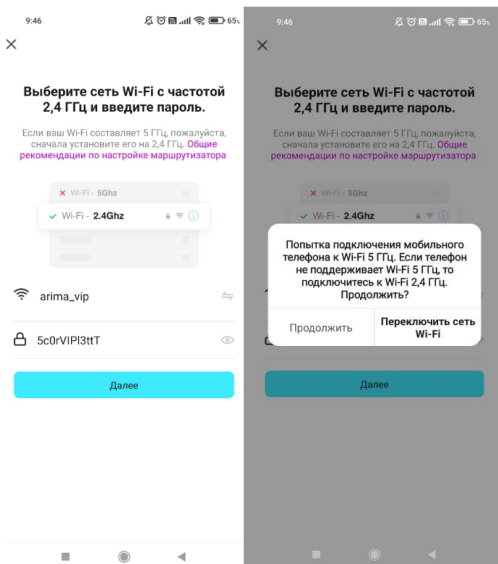 9:46
65
Выберите сеть Wi-Fi с частотой
2,4 ГГц и введите пароль.
Если ваш Wi-Fi составляет 5 ГГц, пожалуйста,
сначала установите его на 2,4 ГГц. Общие
рекомендации по настройке маршрутизатора
Wi-Fi - 5Ghz
Wi-Fi - 2.4Ghz
arima_vip
5c0rVIPl3ttT
Далее
9:46
65
Выберите сеть Wi-Fi с частотой
2,4 ГГц и введите пароль.
Если ваш Wi-Fi составляет 5 ГГц, пожалуйста,
сначала установите его на 2,4 ГГц. Общие
рекомендации по настройке маршрутизатора
Wi-Fi - 5Ghz
Wi-Fi - 2.4Ghz
Попытка подключения мобильного
телефона к Wi-Fi 5 ГГц. Если телефон
не поддерживает Wi-Fi 5 ГГц, то
подключитесь к Wi-Fi 2,4 ГГц.
Продолжить?
Продолжить
Переключить сеть
Wi-Fi
Далее